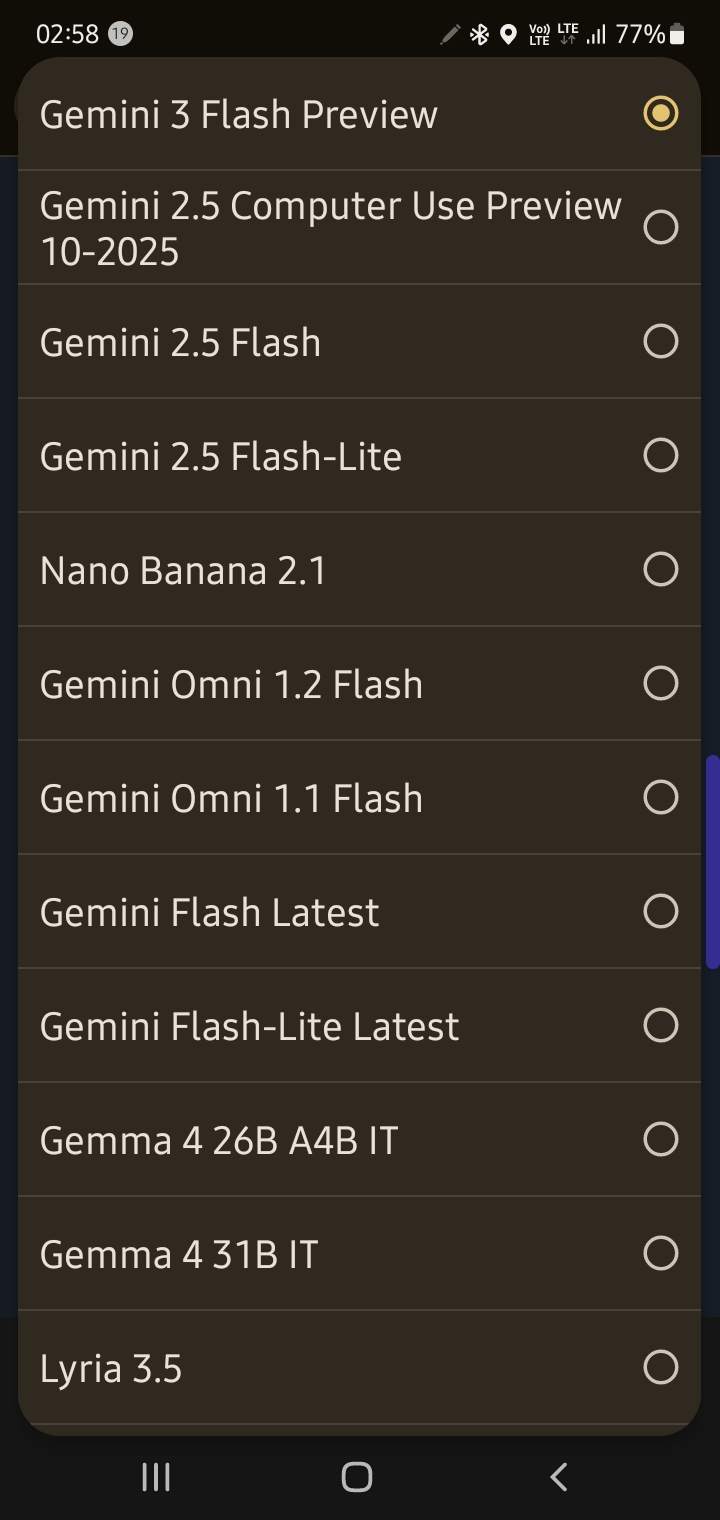 02:58 19 Vo)) LTE LTE 77%
Gemini 3 Flash Preview
Gemini 2.5 Computer Use Preview
10-2025
Gemini 2.5 Flash
Gemini 2.5 Flash-Lite
Nano Banana 2.1
Gemini Omni 1.2 Flash
Gemini Omni 1.1 Flash
Gemini Flash Latest
Gemini Flash-Lite Latest
Gemma 4 26B A4B IT
Gemma 4 31B IT
Lyria 3.5